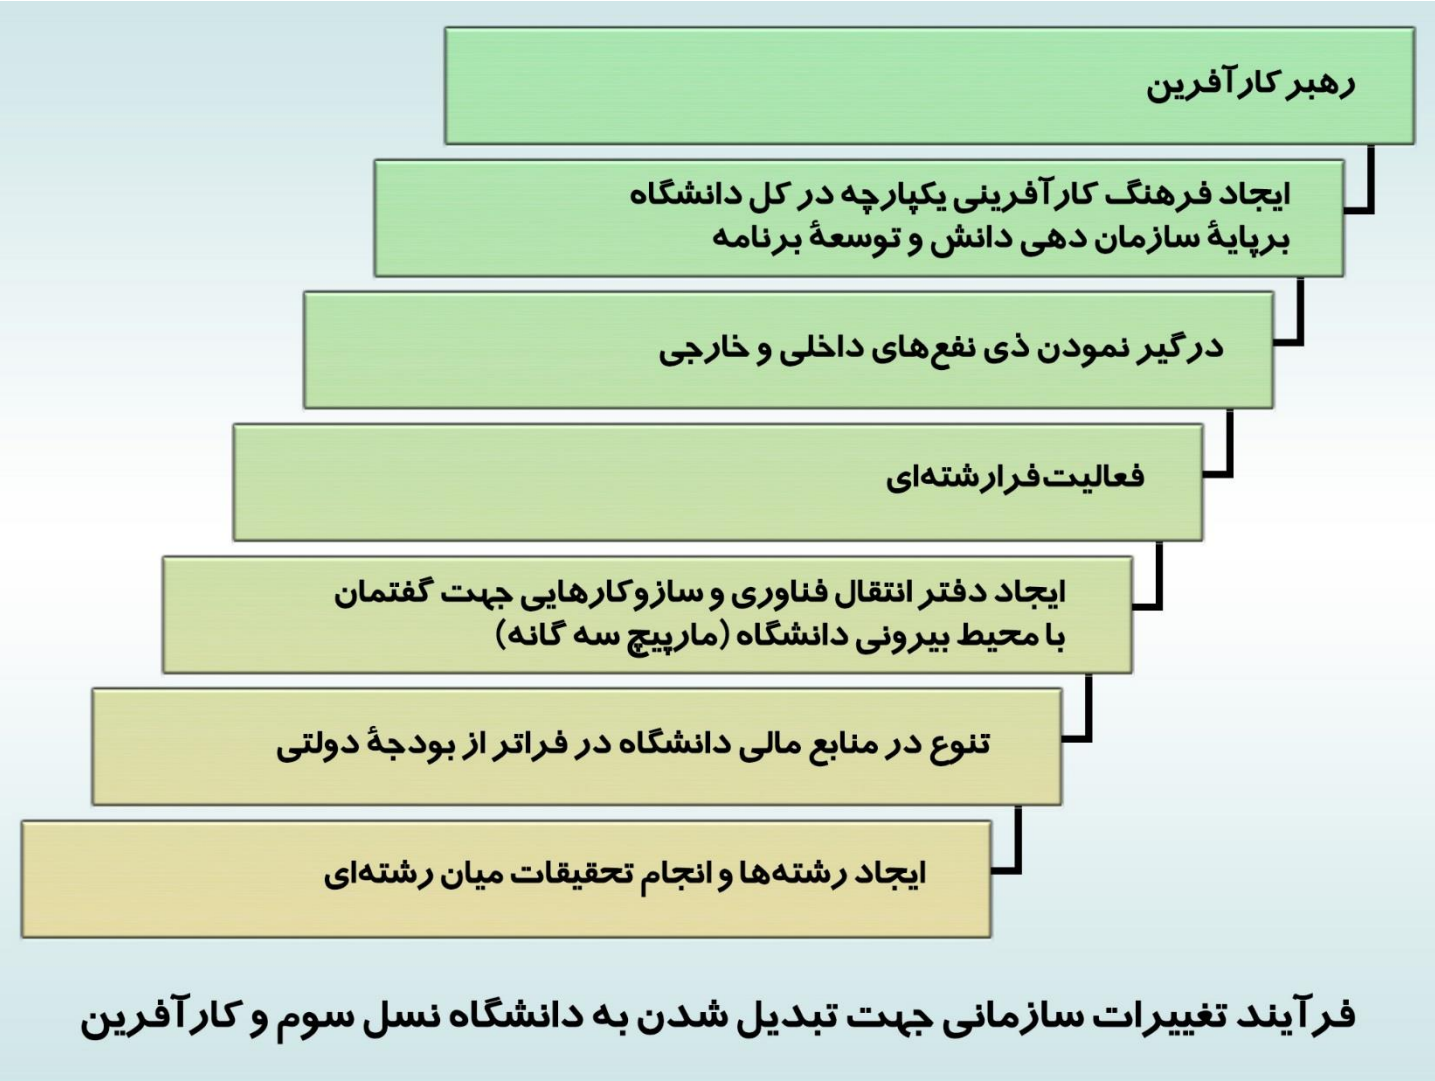 رهبر کارآفرین
ایجاد فرهنگ کارآفرینی یکپارچه در کل دانشگاه
برپایهٔ سازمان دهی دانش و توسعهٔ برنامه
درگیر نمودن ذی نفع‌های داخلی و خارجی
فعالیت‌فرارشته‌ای
ایجاد دفتر انتقال فناوری و سازوکارهایی جهت گفتمان
با محیط بیرونی دانشگاه (مارپیچ سه گانه)
تنوع در منابع مالی دانشگاه در فراتر از بودجهٔ دولتی
ایجاد رشته‌ها و انجام تحقیقات میان رشته‌ای
فرآیند تغییرات سازمانی جهت تبدیل شدن به دانشگاه نسل سوم و کارآفرین